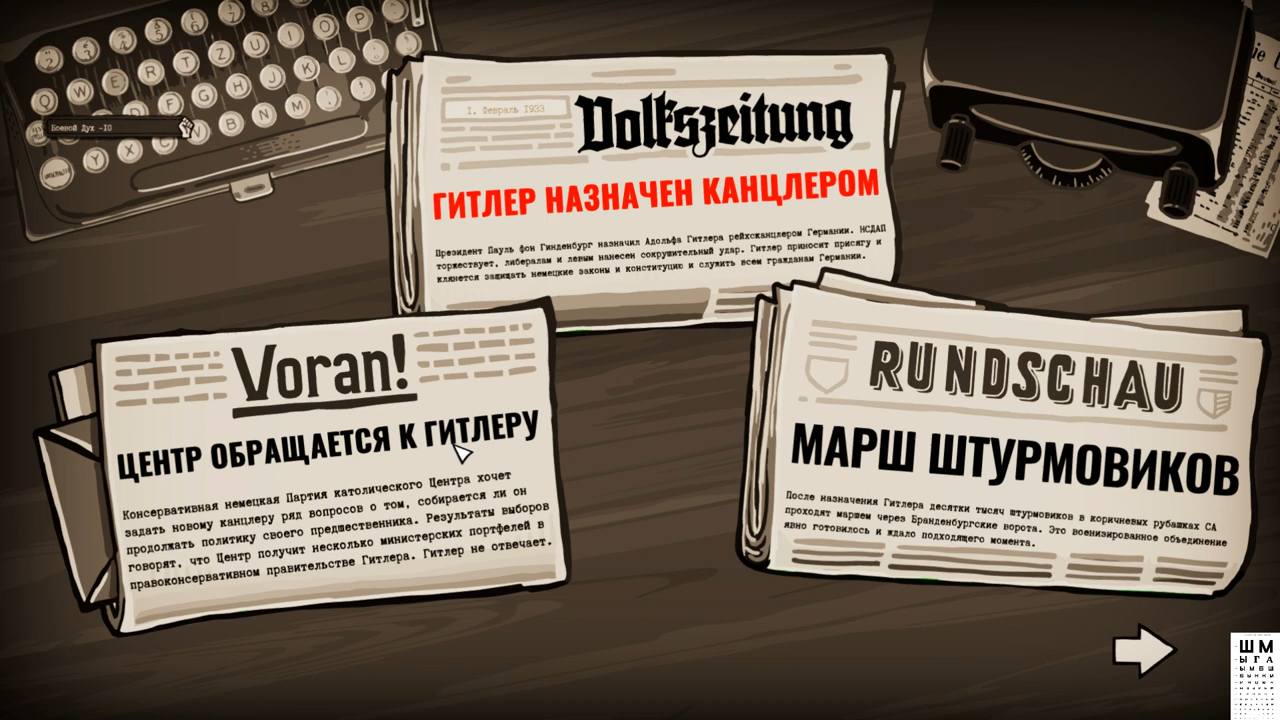 Боевой Дух -10
1. Февраль 1933
Volkszeitung
ГИТЛЕР НАЗНАЧЕН КАНЦЛЕРОМ
Президент Пауль фон Гинденбург назначил Адольфа Гитлера рейхсканцлером Германии. НСДАП
торжествует, либералам и левым нанесен сокрушительный удар. Гитлер приносит присягу и
клянется защищать немецкие законы и конституцию и служить всем гражданам Германии.
Voran!
ЦЕНТР ОБРАЩАЕТСЯ К ГИТЛЕРУ
Консервативная немецкая Партия католического Центра хочет
задать новому канцлеру ряд вопросов о том, собирается ли он
продолжать политику своего предшественника. Результаты выборов
говорят, что Центр получит несколько министерских портфелей в
правоконсервативном правительстве Гитлера. Гитлер не отвечает.
RUNDSCHAU
МАРШ ШТУРМОВИКОВ
После назначения Гитлера десятки тысяч штурмовиков в коричневых рубашках СА
проходят маршем через Бранденбургские ворота. Это военизированное объединение
явно готовилось и ждало подходящего момента.
Ш М
Ы Г А
Ы М Б Ш
Б Ы Н К И